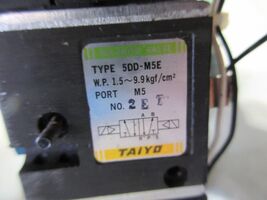 TYPE 5DD-M5E
W.P. 1.5~9.9kgf/cm²
PORT M5
NO. 2E
A B
TAIYO